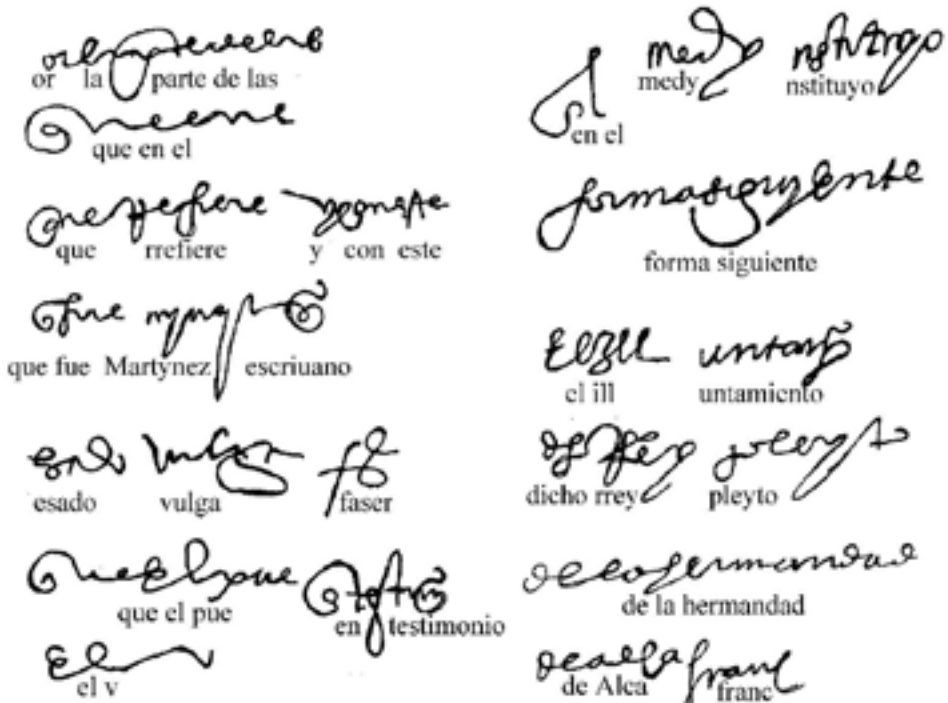 or la parte de las
que en el
que rrefiere y con este
que fue Martynez escriuano
esado vulga faser
que el pue en testimonio
el v
en el medy nstituyo
forma siguiente
el ill untamiento
dicho rrey pleyto
de la hermandad
de Alca franc